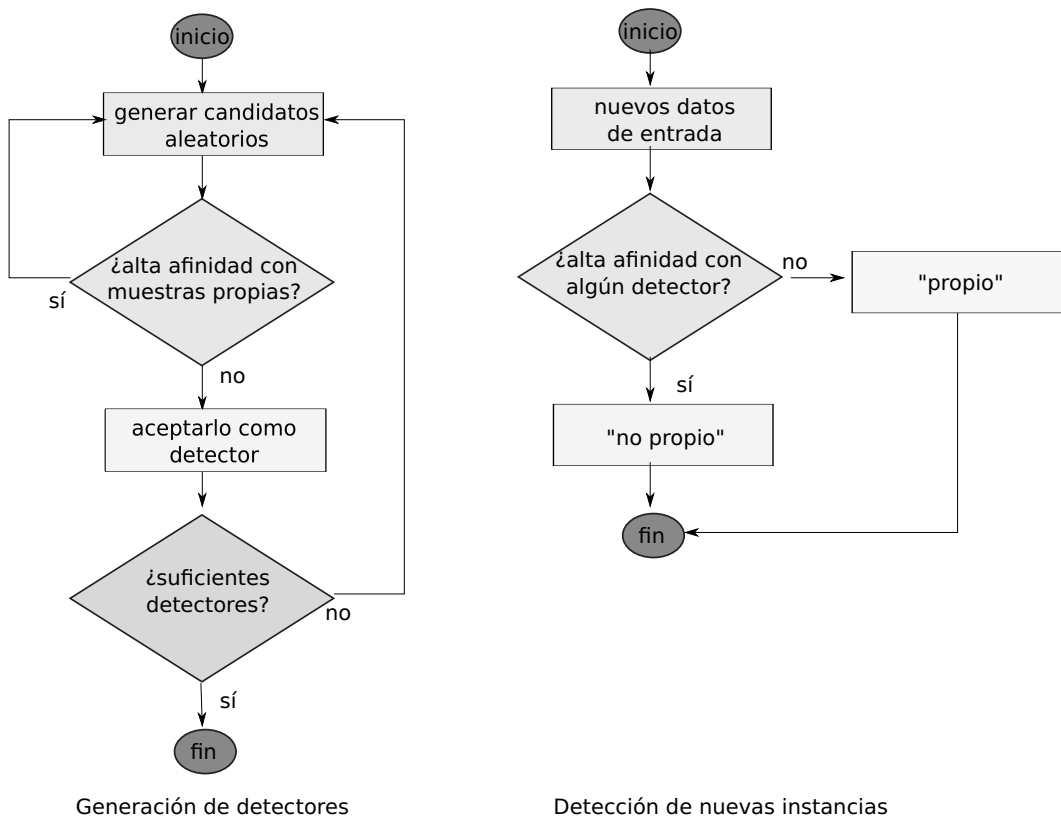 inicio
generar candidatos
aleatorios
¿alta afinidad con
muestras propias?
sí
no
aceptarlo como
detector
¿suficientes
detectores?
no
sí
fin
Generación de detectores
inicio
nuevos datos
de entrada
¿alta afinidad con
algún detector?
no
"propio"
sí
"no propio"
fin
Detección de nuevas instancias